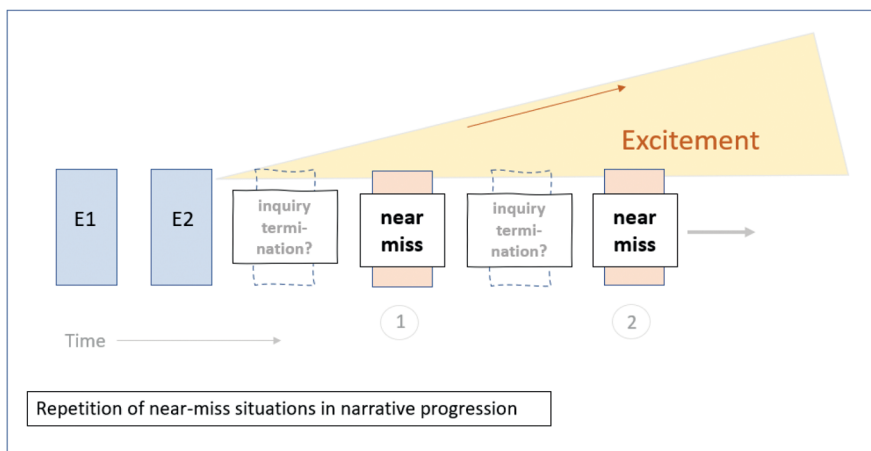 Excitement
E1
E2
inquiry
termi-
nation?
near
miss
inquiry
termi-
nation?
near
miss
1
2
Time
Repetition of near-miss situations in narrative progression